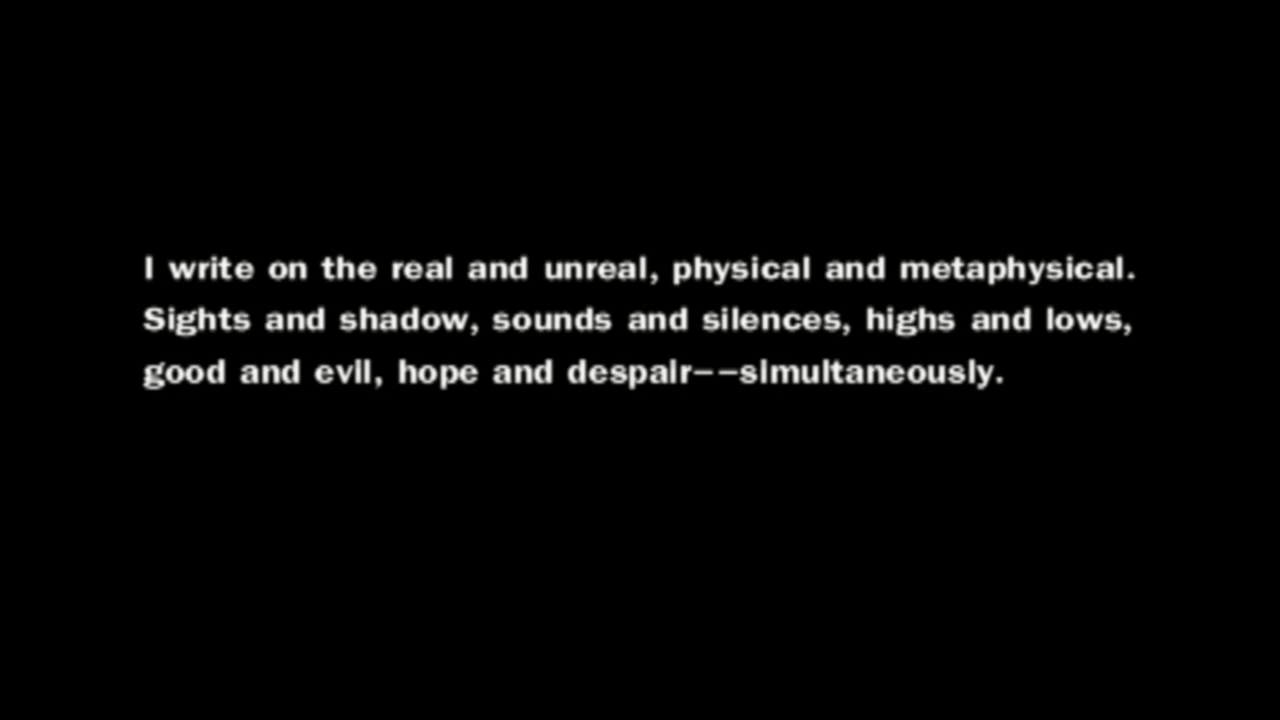 I write on the real and unreal, physical and metaphysical.
Sights and shadow, sounds and silences, highs and lows,
good and evil, hope and despair--simultaneously.